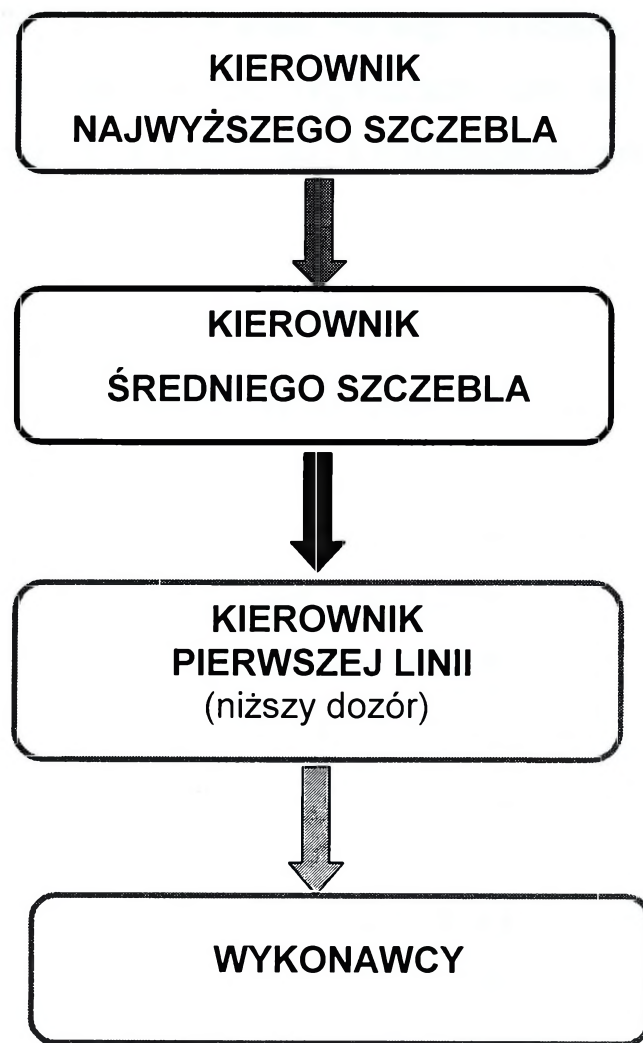 KIEROWNIK
NAJWYŻSZEGO SZCZEBLA
KIEROWNIK
ŚREDNIEGO SZCZEBLA
KIEROWNIK
PIERWSZEJ LINII
(niższy dozór)
WYKONAWCY